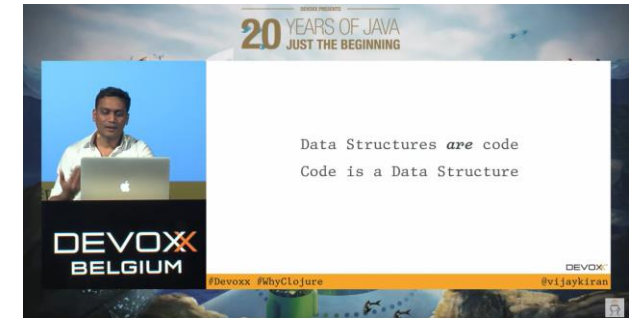 DEVOXX PRESENTS
20 YEARS OF JAVA
JUST THE BEGINNING
Data Structures are code
Code is a Data Structure
DEVOXX
BELGIUM
DEVOXX
#Devoxx #WhyClojure
@vijaykiran